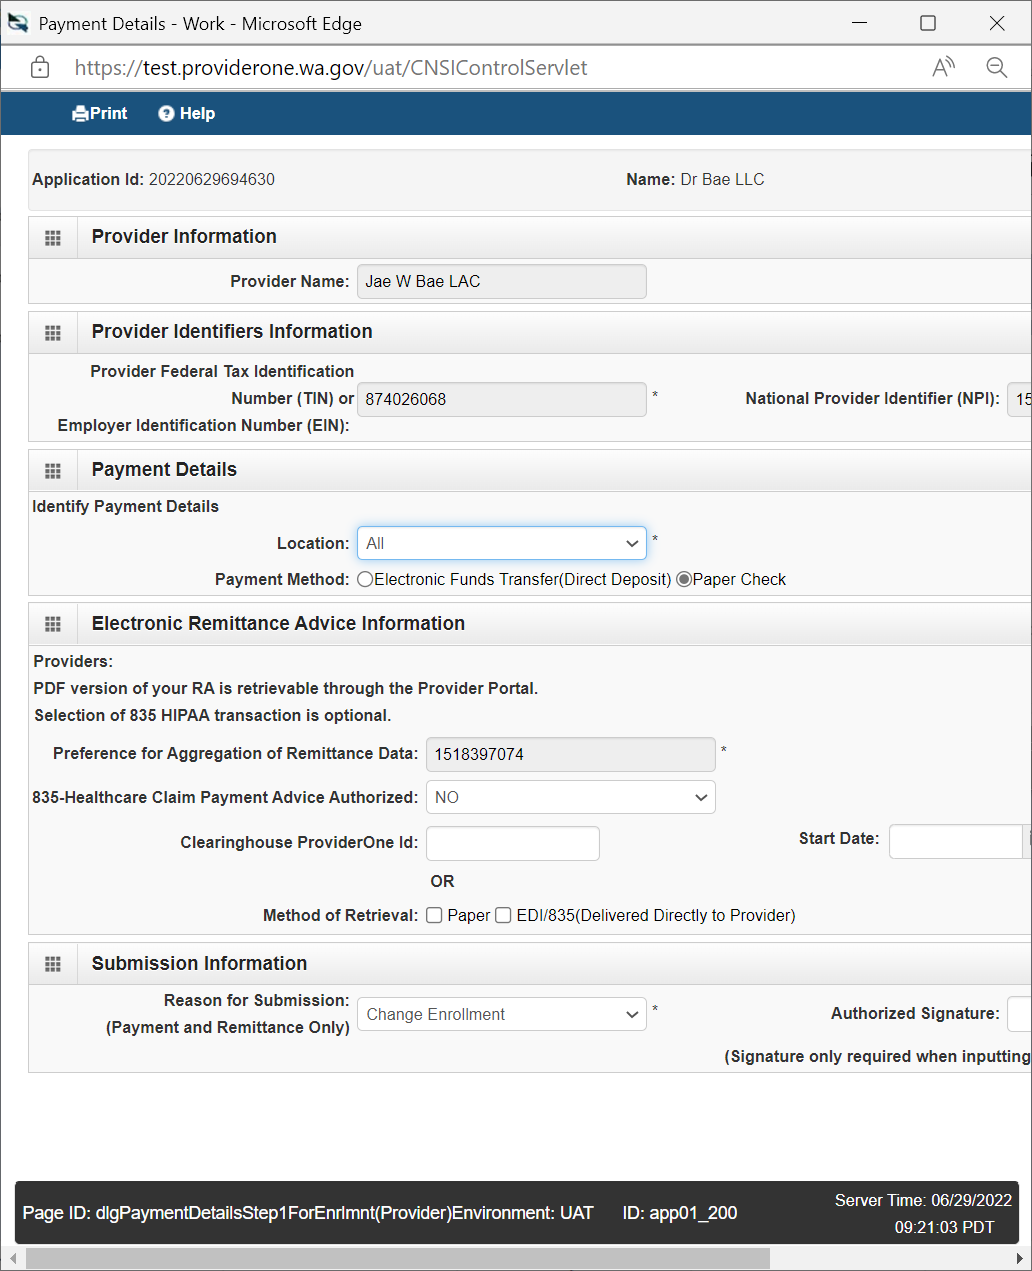 Payment Details - Work - Microsoft Edge
https://test.providerone.wa.gov/uat/CNSIControlServlet
Print Help
Application Id: 20220629694630 Name: Dr Bae LLC
Provider Information
Provider Name: Jae W Bae LAC
Provider Identifiers Information
Provider Federal Tax Identification
Number (TIN) or 874026068 * National Provider Identifier (NPI): 15
Employer Identification Number (EIN):
Payment Details
Identify Payment Details
Location: All *
Payment Method: Electronic Funds Transfer(Direct Deposit) Paper Check
Electronic Remittance Advice Information
Providers:
PDF version of your RA is retrievable through the Provider Portal.
Selection of 835 HIPAA transaction is optional.
Preference for Aggregation of Remittance Data: 1518397074 *
835-Healthcare Claim Payment Advice Authorized: NO
Clearinghouse ProviderOne Id: Start Date:
OR
Method of Retrieval: Paper EDI/835(Delivered Directly to Provider)
Submission Information
Reason for Submission:
(Payment and Remittance Only) Change Enrollment * Authorized Signature:
(Signature only required when inputting
Page ID: dlgPaymentDetailsStep1ForEnrlmnt(Provider) Environment: UAT ID: app01_200 Server Time: 06/29/2022
09:21:03 PDT